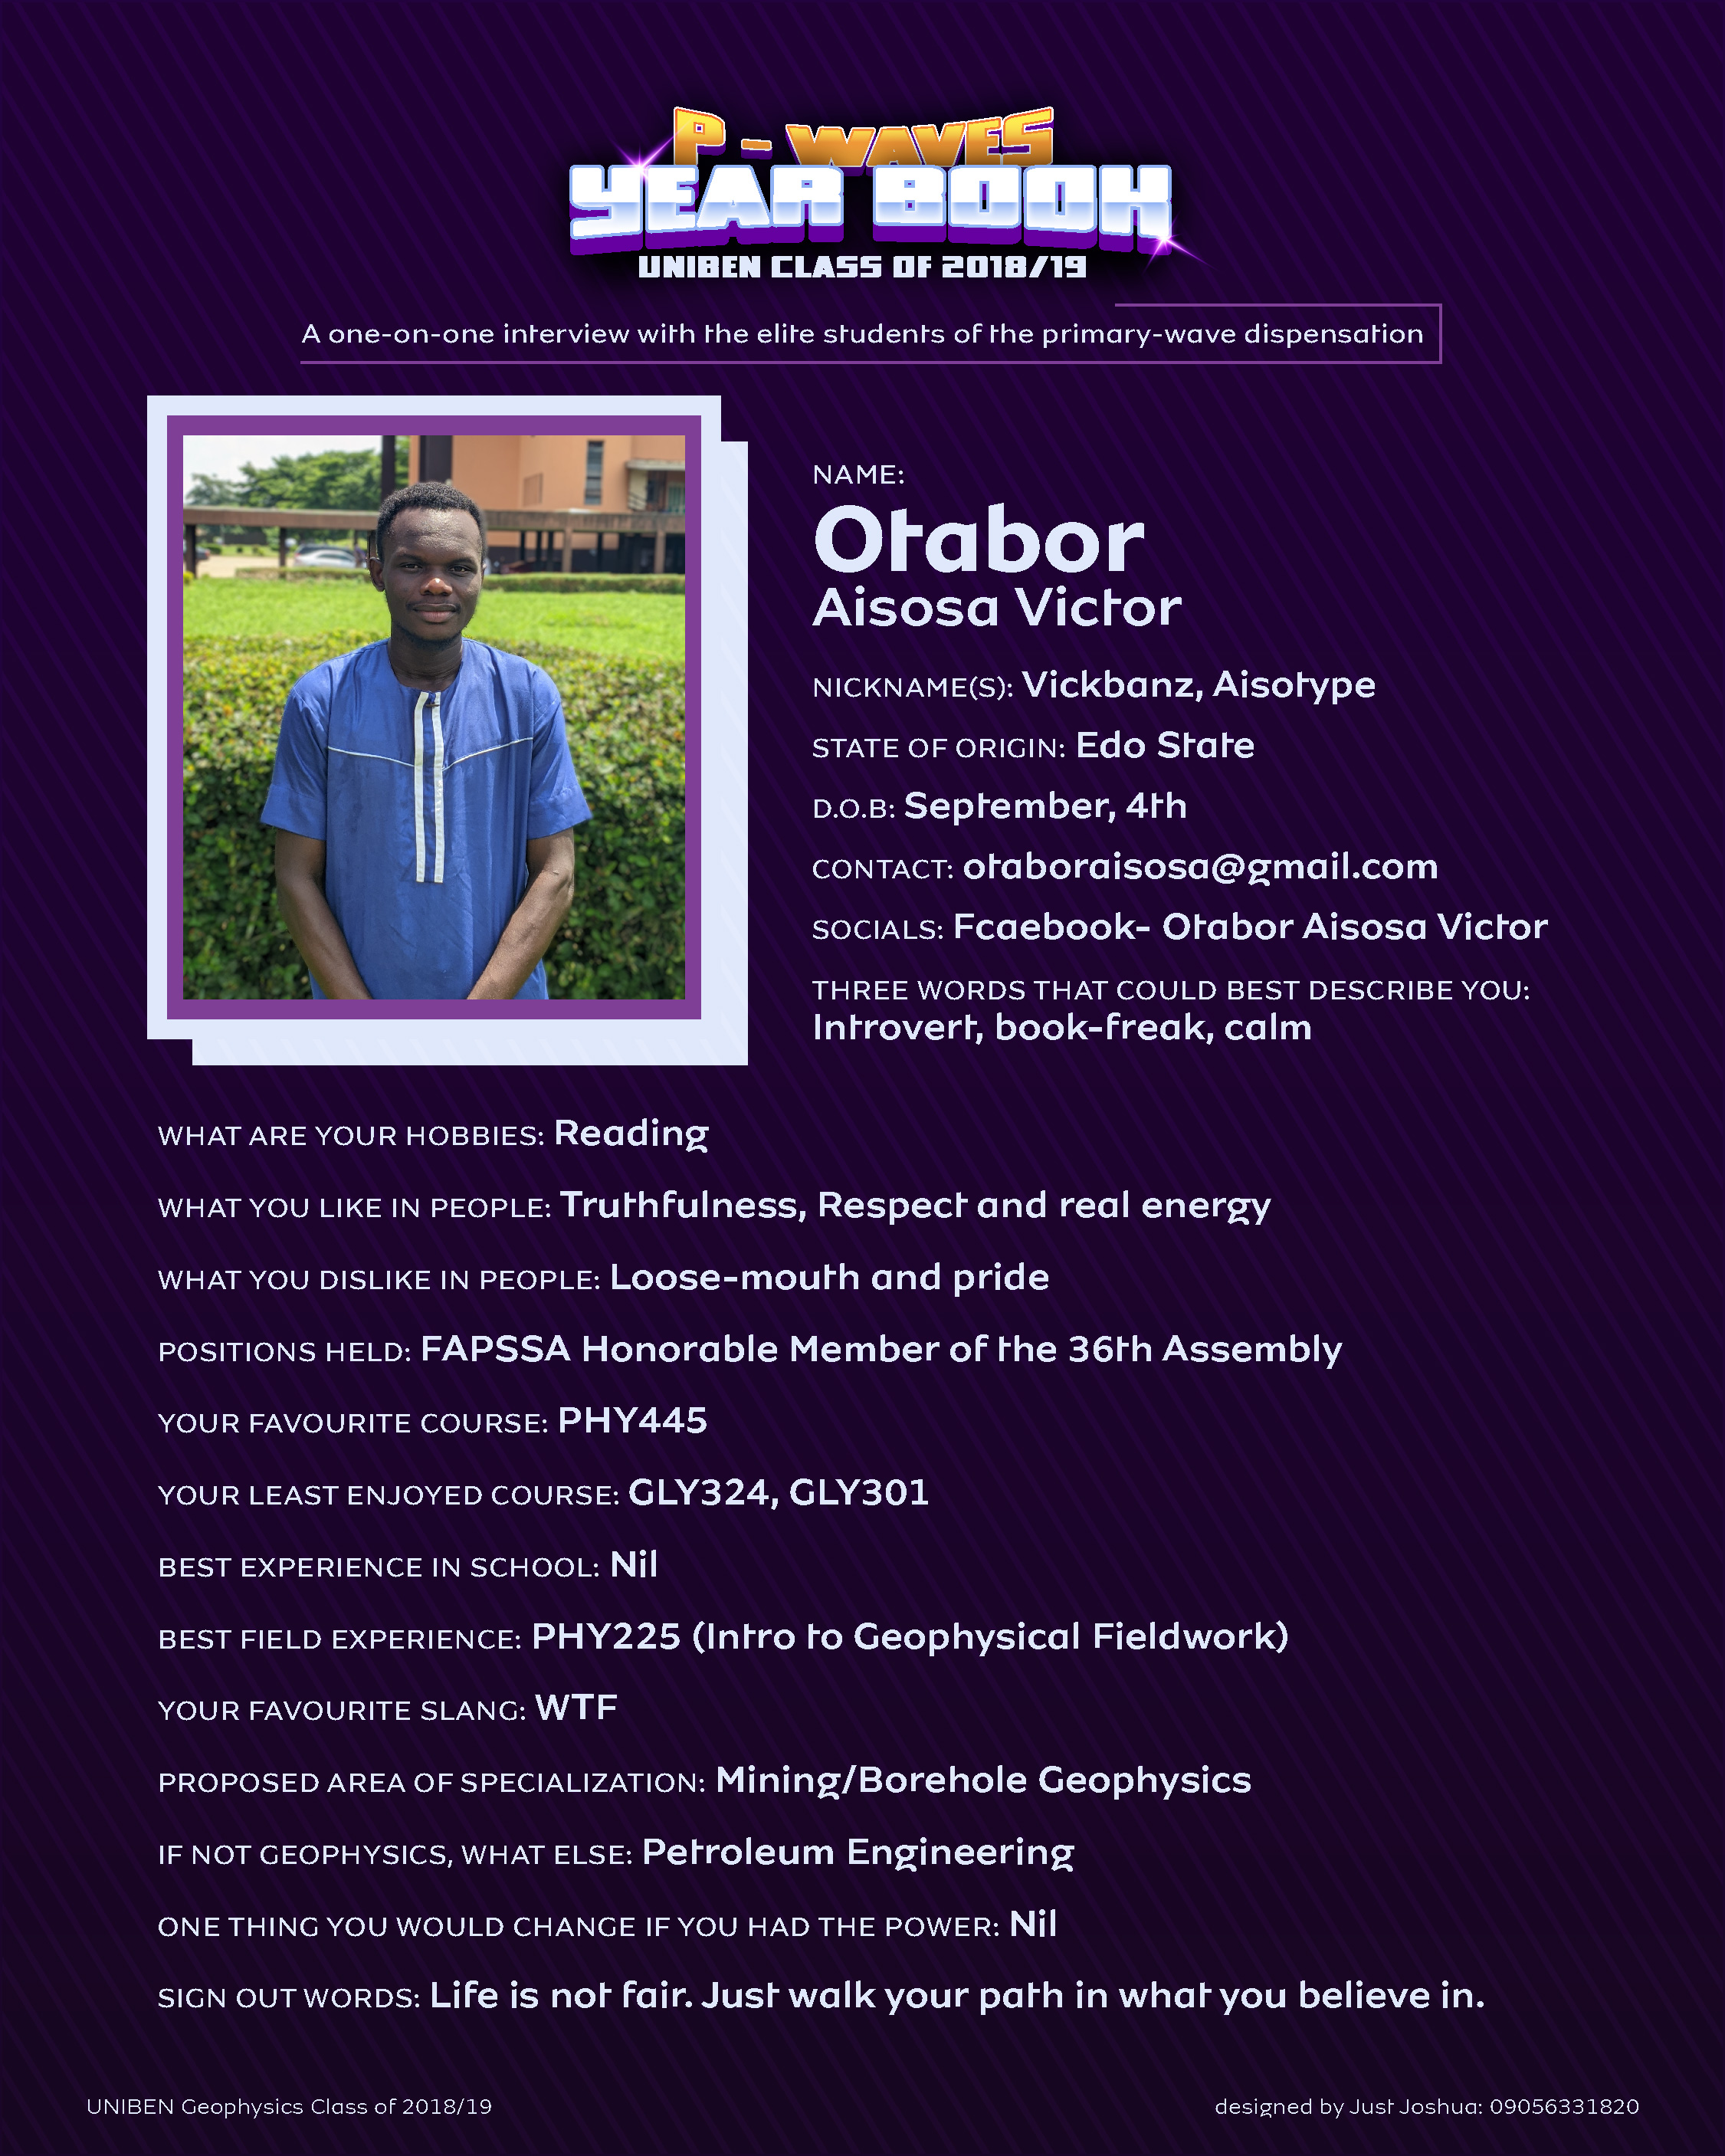 P - WAVES
YEAR BOOK
UNIBEN CLASS OF 2018/19
A one-on-one interview with the elite students of the primary-wave dispensation
NAME:
Otabor
Aisosa Victor
NICKNAME(S): Vickbanz, Aisotype
STATE OF ORIGIN: Edo State
D.O.B: September, 4th
CONTACT: otaboraisosa@gmail.com
SOCIALS: Fcaebook- Otabor Aisosa Victor
THREE WORDS THAT COULD BEST DESCRIBE YOU:
Introvert, book-freak, calm
WHAT ARE YOUR HOBBIES: Reading
WHAT YOU LIKE IN PEOPLE: Truthfulness, Respect and real energy
WHAT YOU DISLIKE IN PEOPLE: Loose-mouth and pride
POSITIONS HELD: FAPSSA Honorable Member of the 36th Assembly
YOUR FAVOURITE COURSE: PHY445
YOUR LEAST ENJOYED COURSE: GLY324, GLY301
BEST EXPERIENCE IN SCHOOL: Nil
BEST FIELD EXPERIENCE: PHY225 (Intro to Geophysical Fieldwork)
YOUR FAVOURITE SLANG: WTF
PROPOSED AREA OF SPECIALIZATION: Mining/Borehole Geophysics
IF NOT GEOPHYSICS, WHAT ELSE: Petroleum Engineering
ONE THING YOU WOULD CHANGE IF YOU HAD THE POWER: Nil
SIGN OUT WORDS: Life is not fair. Just walk your path in what you believe in.
UNIBEN Geophysics Class of 2018/19
designed by Just Joshua: 09056331820